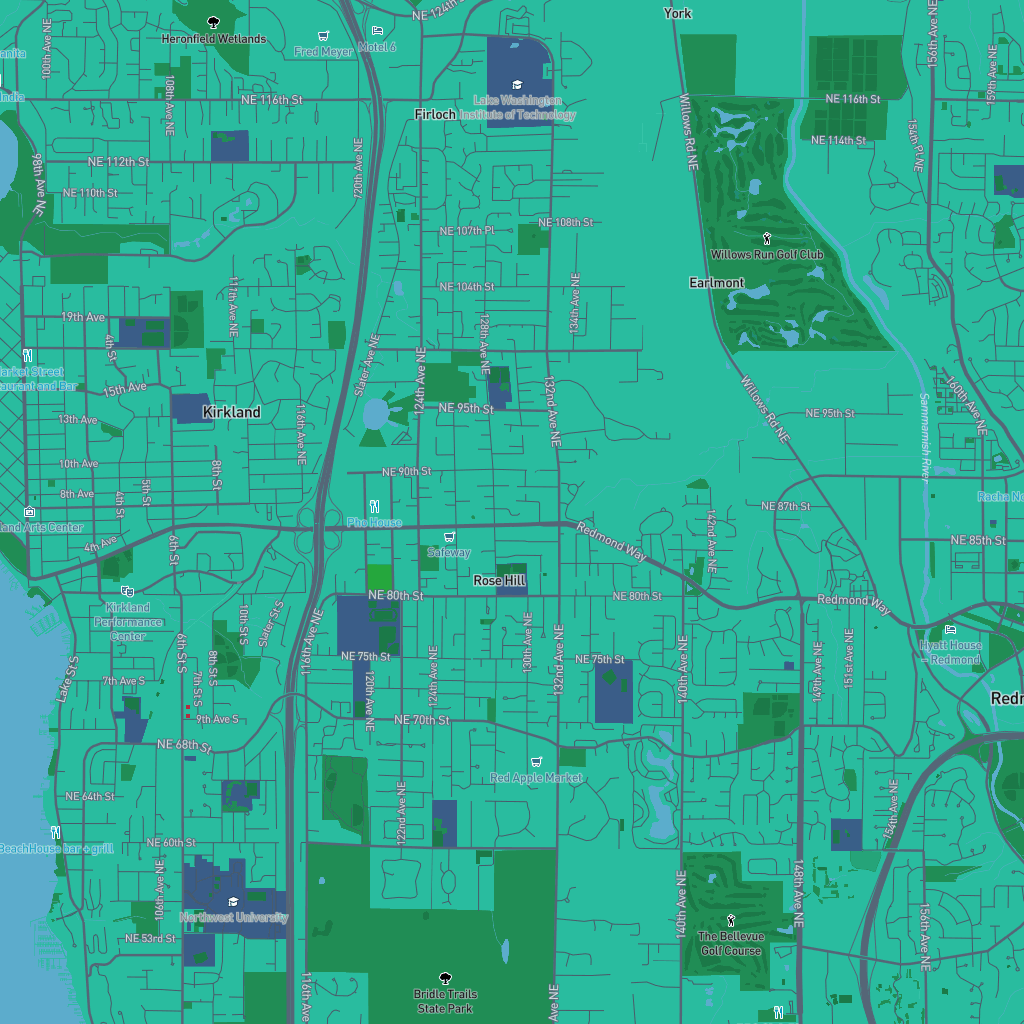 NE 124th St
York
Heronfield Wetlands
Fred Meyer
Motel 6
100th Ave NE
156th Ave NE
159th Ave NE
anita
India
108th Ave NE
NE 116th St
Firloch
Lake Washington
Institute of Technology
NE 116th St
Willows Rd NE
NE 114th St
154th PL NE
NE 112th St
98th Ave NE
NE 110th St
120th Ave NE
NE 107th Pl
NE 108th St
Willows Run Golf Club
Earlmont
NE 104th St
111th Ave NE
134th Ave NE
19th Ave
4th St
128th Ave NE
Slater Ave NE
Market Street
aurant and Bar
15th Ave
124th Ave NE
132nd Ave NE
Willows Rd NE
160th Ave NE
13th Ave
Kirkland
116th Ave NE
NE 95th St
NE 95th St
Sammamish River
10th Ave
8th St
NE 90th St
8th Ave
4th St
5th St
Racha No
land Arts Center
Pho House
NE 87th St
142nd Ave NE
4th Ave
6th St
Safeway
Redmond Way
NE 85th St
Rose Hill
Kirkland
Performance
Center
NE 80th St
NE 80th St
Redmond Way
10th St S
Slater St S
116th Ave NE
6th St S
8th St S
Hyatt House
– Redmond
NE 75th St
124th Ave NE
130th Ave NE
132nd Ave NE
NE 75th St
140th Ave NE
149th Ave NE
151st Ave NE
Lake St S
7th Ave S
7th St S
120th Ave NE
Redm
9th Ave S
NE 70th St
NE 68th St
Red Apple Market
NE 64th St
122nd Ave NE
154th Ave NE
BeachHouse bar + grill
NE 60th St
106th Ave NE
140th Ave NE
148th Ave NE
156th Ave NE
Northwest University
NE 53rd St
The Bellevue
Golf Course
116th Ave
Bridle Trails
State Park
Ave NE